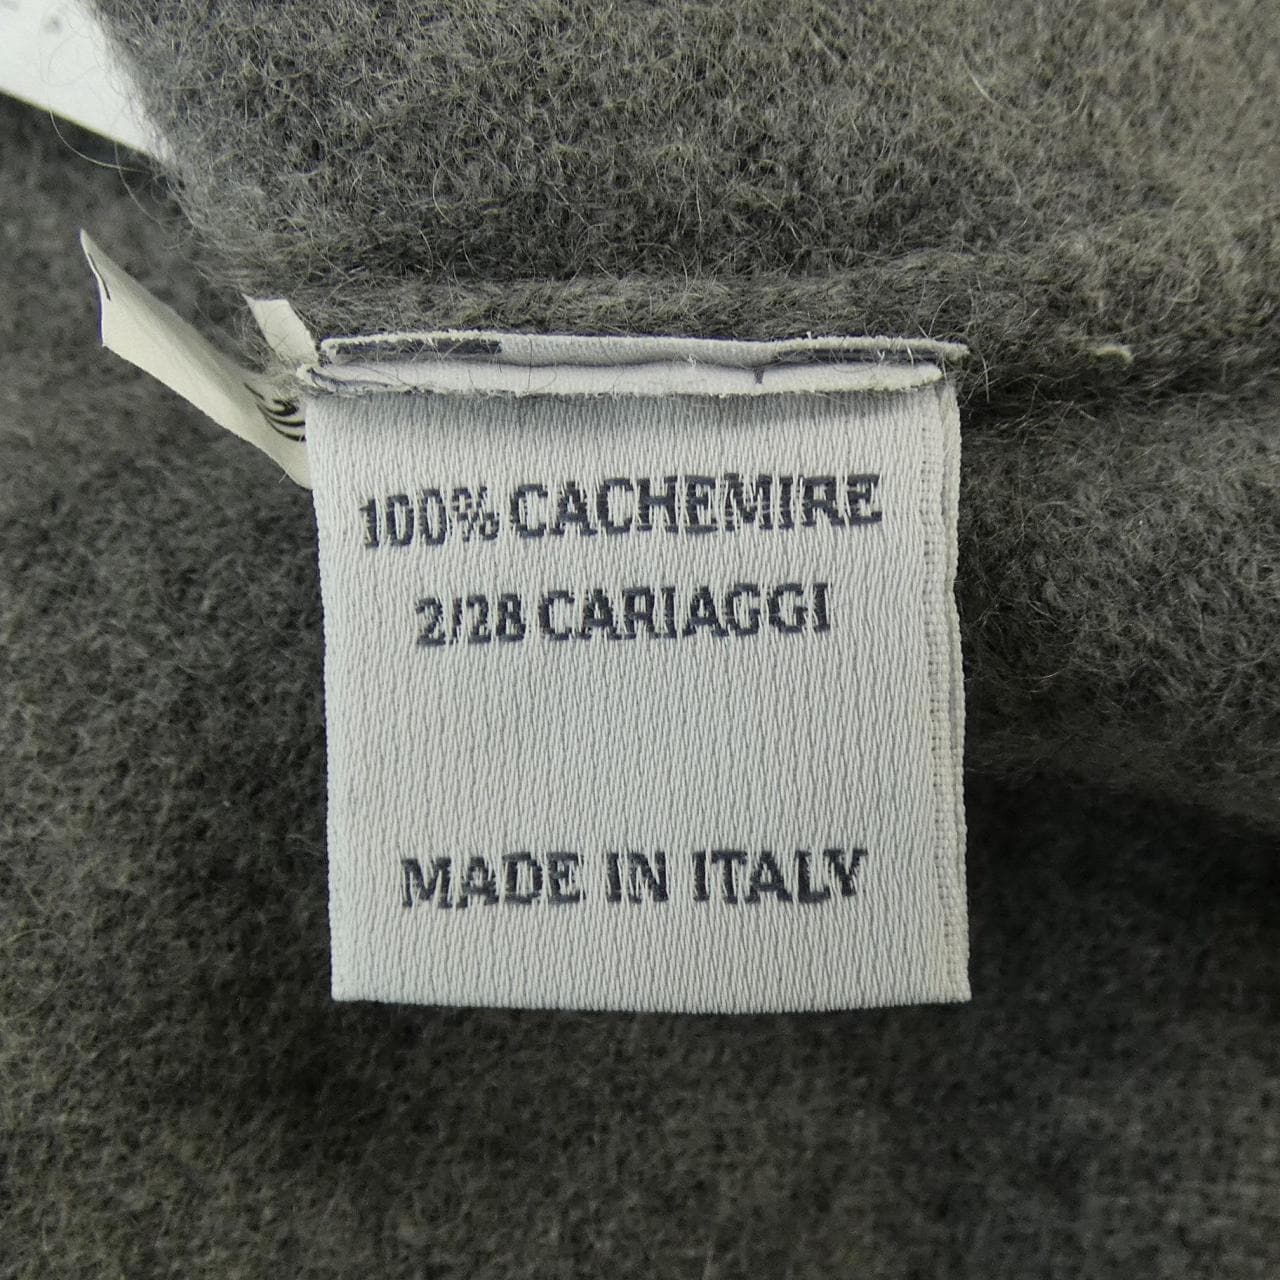 100% CACHEMIRE
2/28 CARIAGGI
MADE IN ITALY